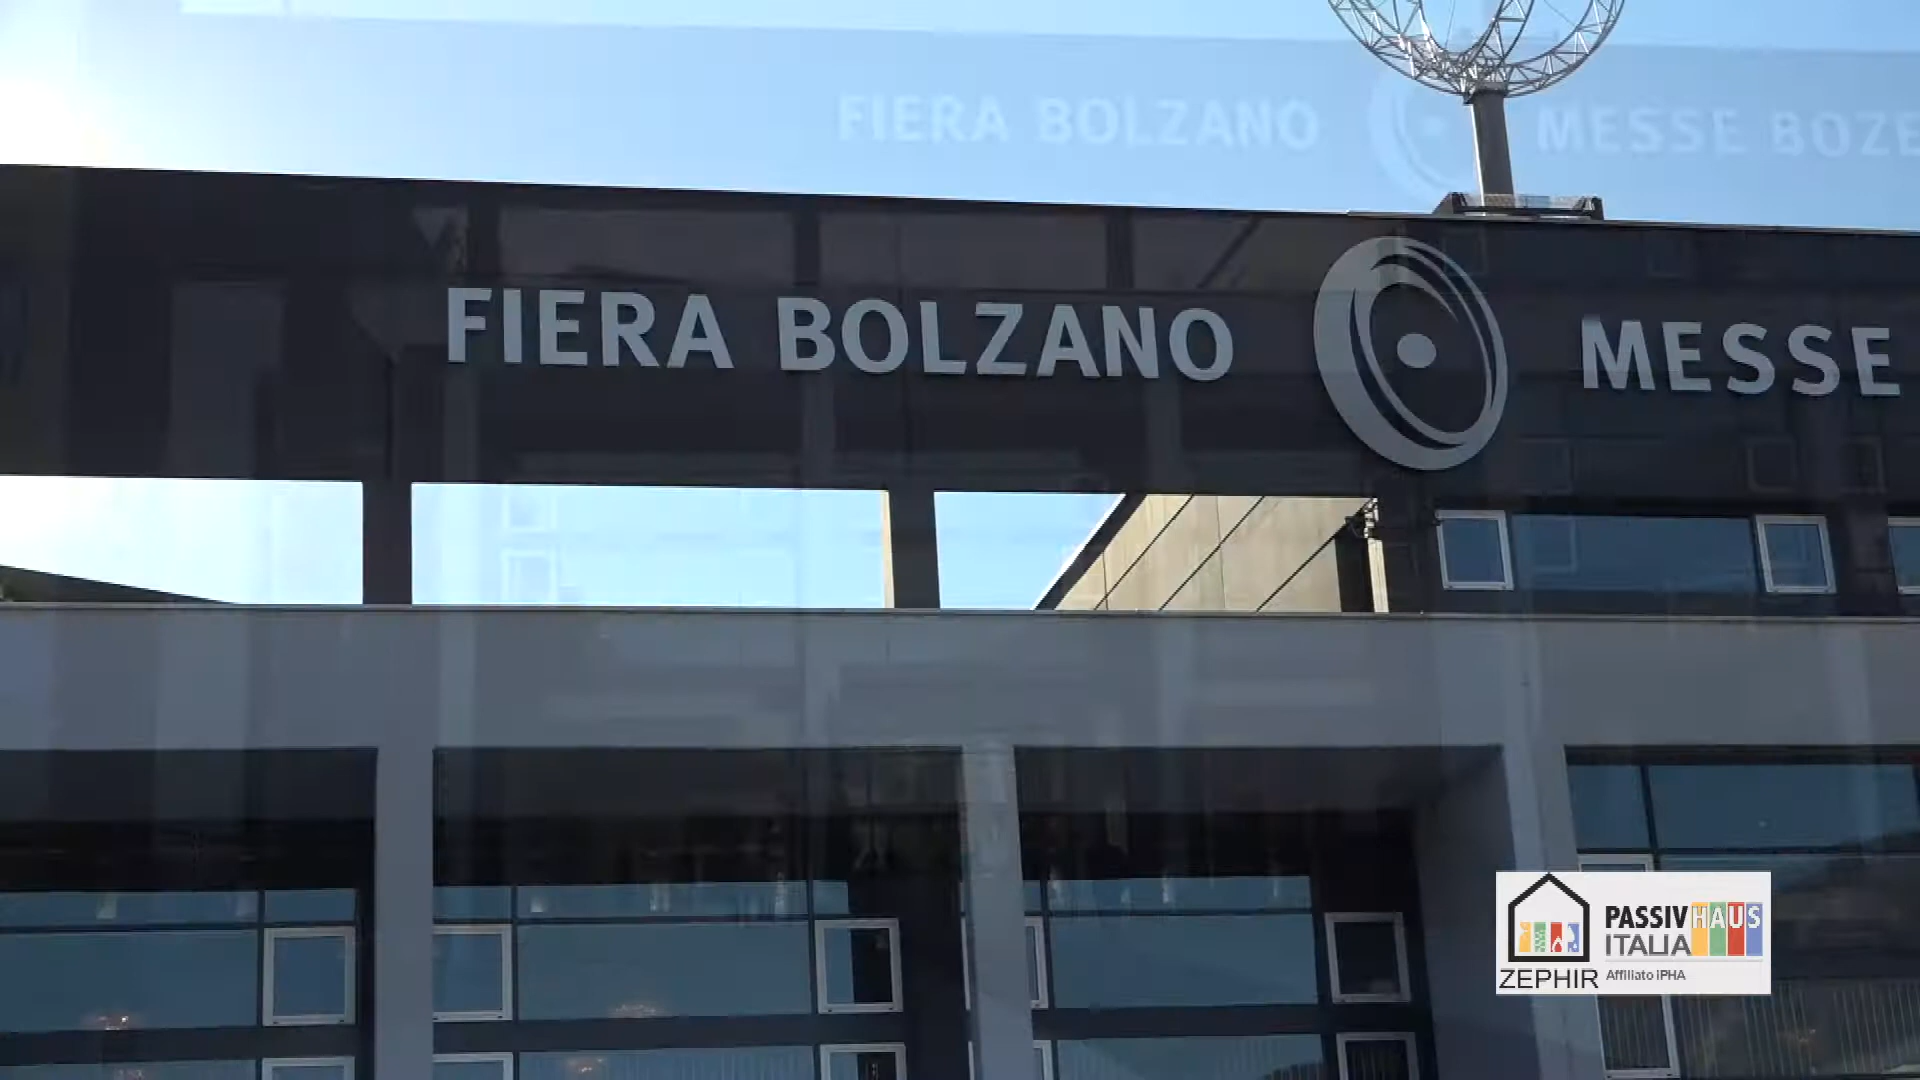 FIERA BOLZANO MESSE BOZE
FIERA BOLZANO MESSE
PASSIVHAUS
ITALIA
ZEPHIR Affiliato iPHA